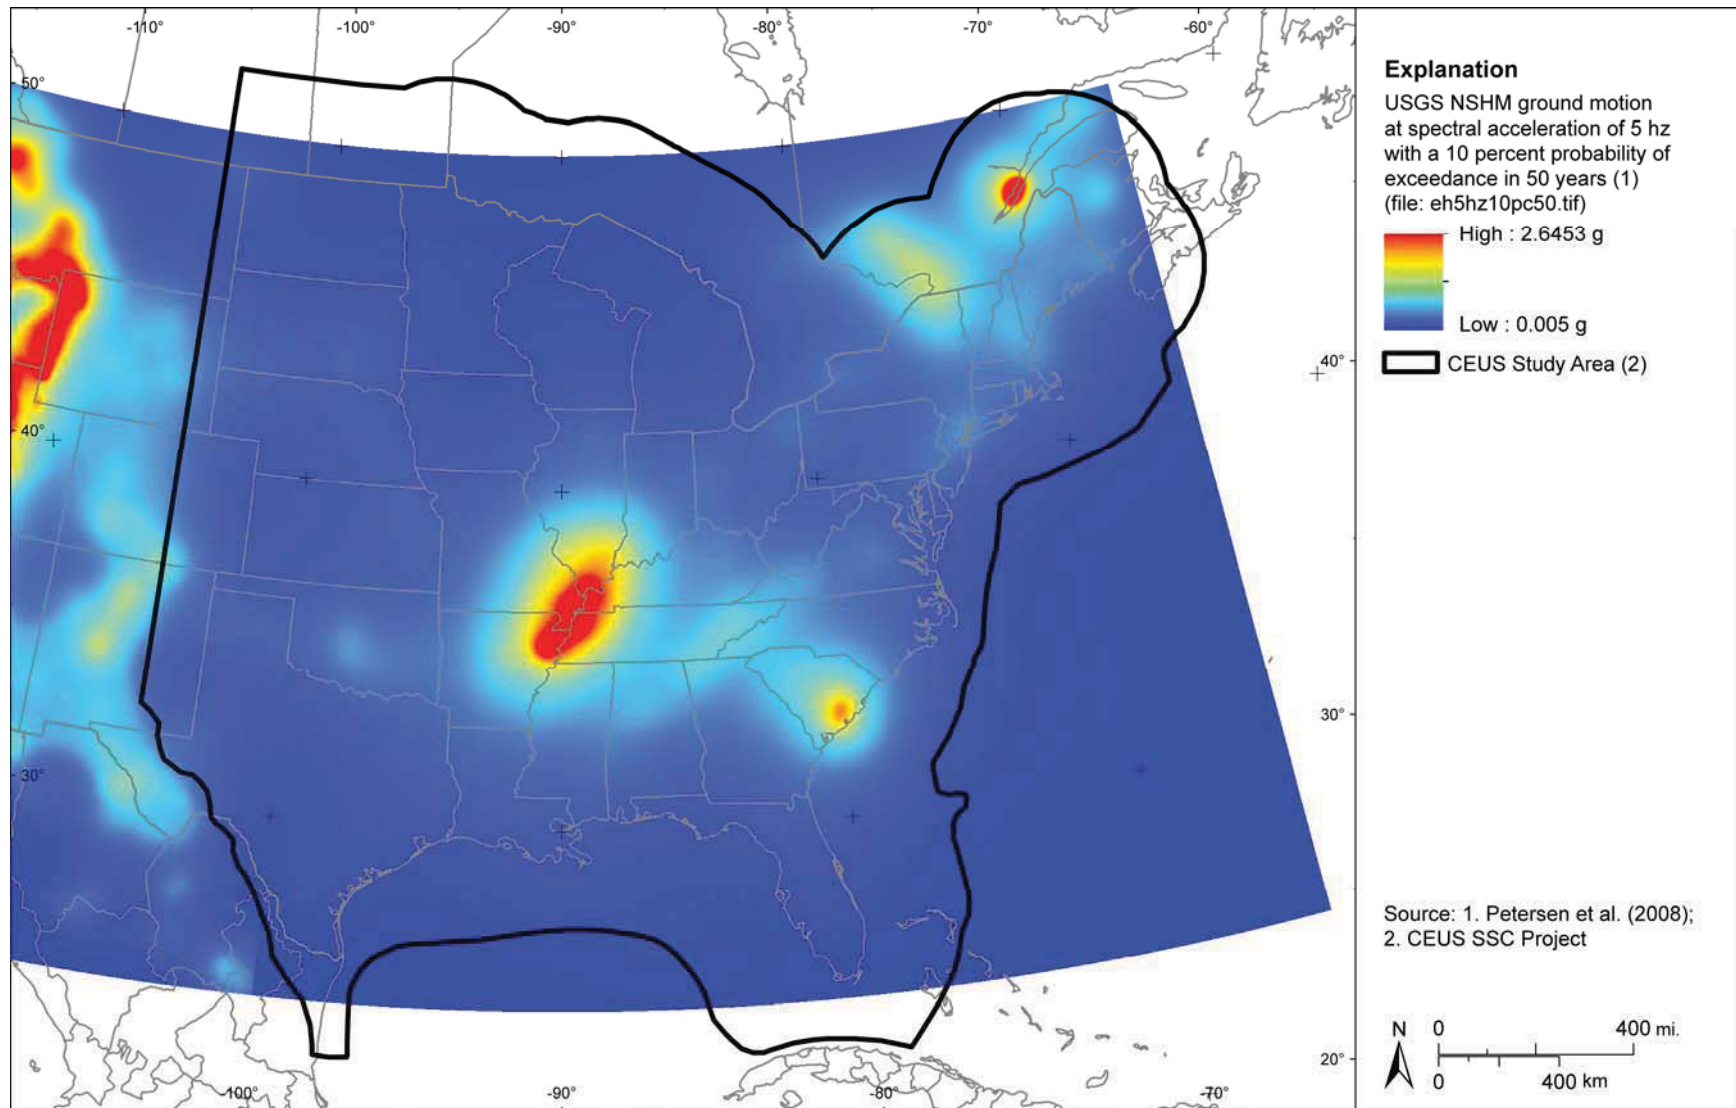 -110° -100° -90° -80° -70° -60°
50°
40°
30°
40°
30°
20°
-100° -90° -80° -70°
Explanation
USGS NSHM ground motion
at spectral acceleration of 5 hz
with a 10 percent probability of
exceedance in 50 years (1)
(file: eh5hz10pc50.tif)
High : 2.6453 g
Low : 0.005 g
CEUS Study Area (2)
Source: 1. Petersen et al. (2008);
2. CEUS SSC Project
N 0 400 mi.
0 400 km